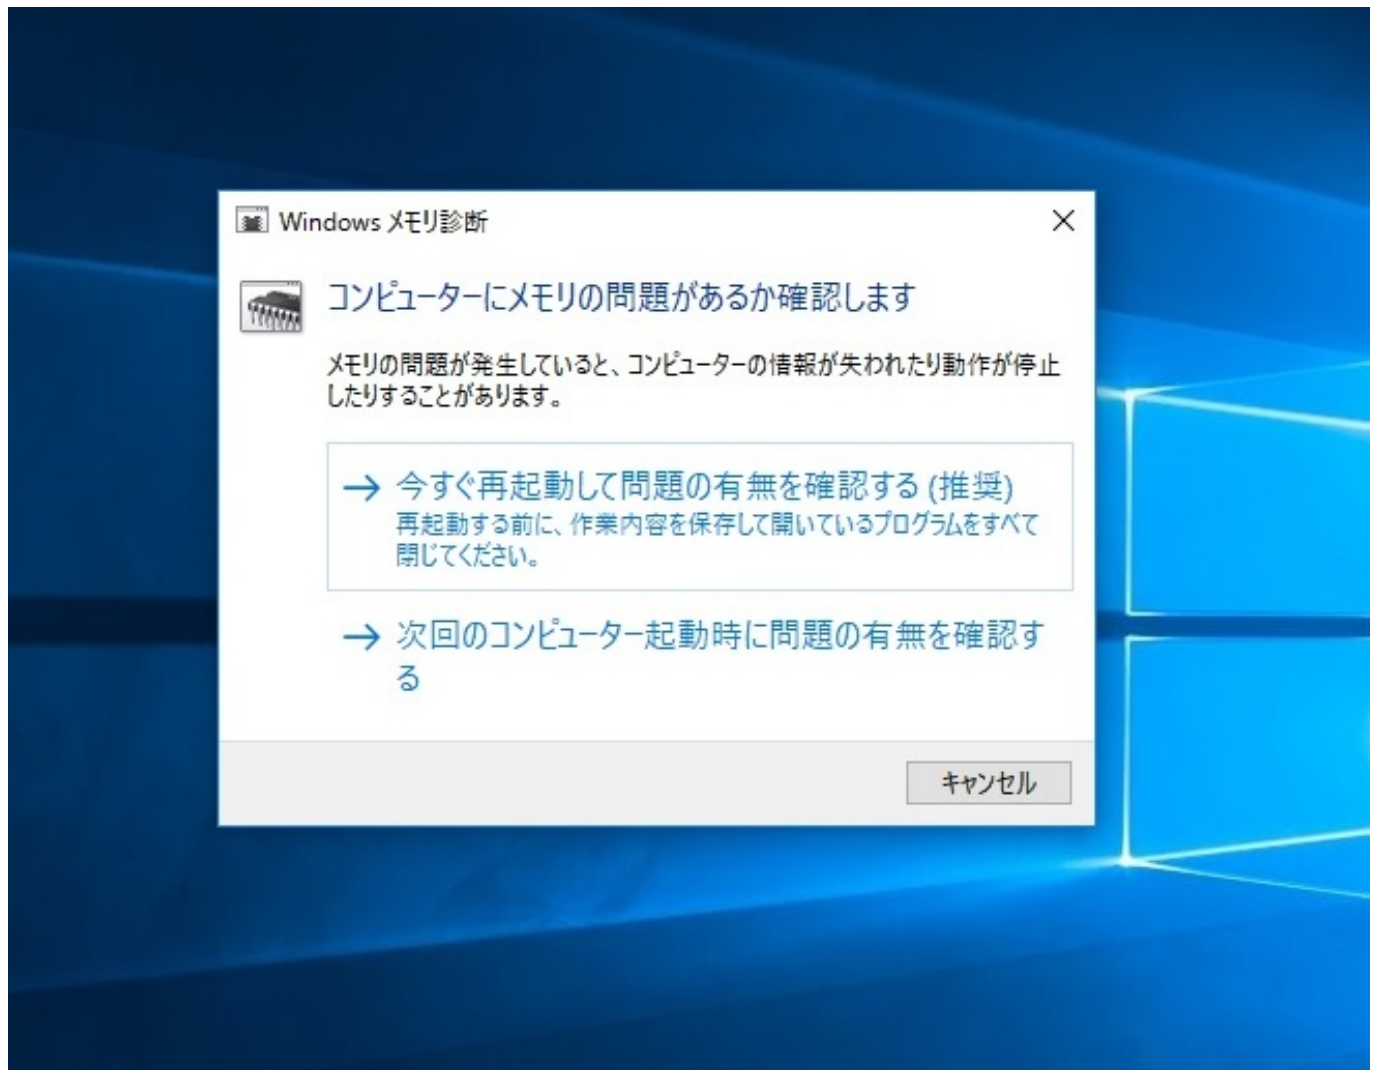 Windows メモリ診断
コンピューターにメモリの問題があるか確認します
メモリの問題が発生していると、コンピューターの情報が失われたり動作が停止
したりすることがあります。
→ 今すぐ再起動して問題の有無を確認する (推奨)
再起動する前に、作業内容を保存して開いているプログラムをすべて
閉じてください。
→ 次回のコンピューター起動時に問題の有無を確認す
る
キャンセル